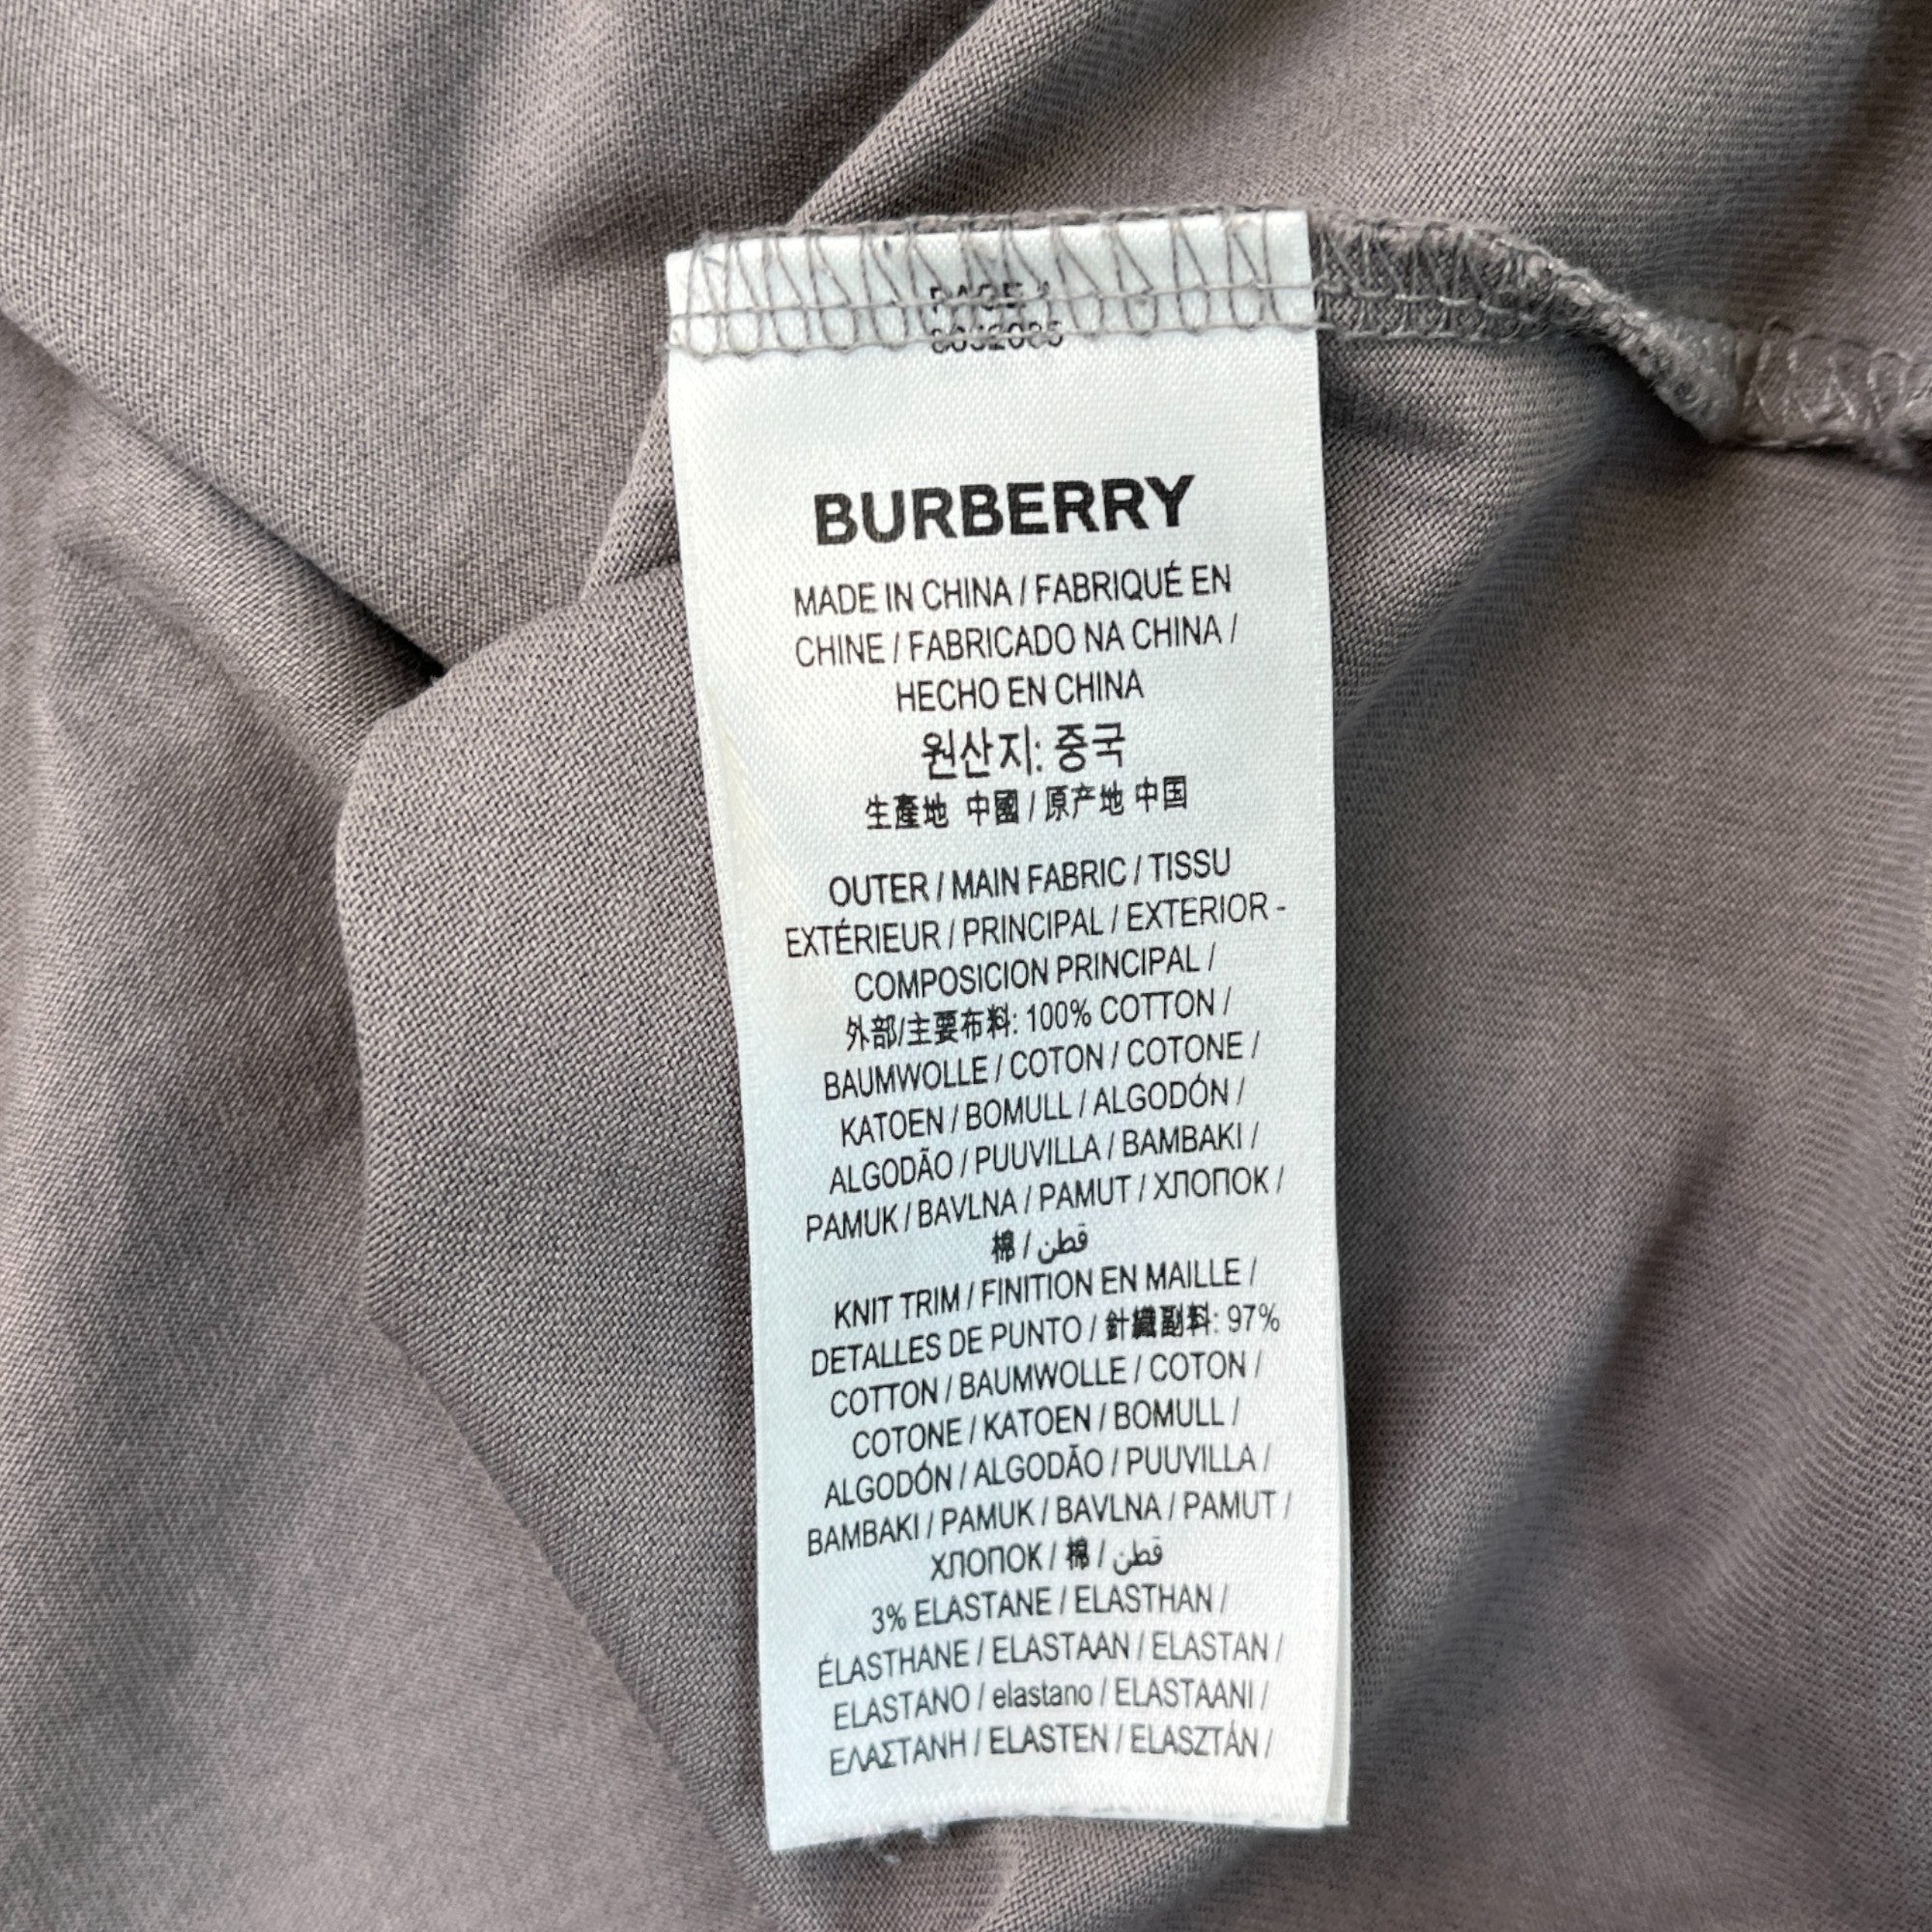 PAGE 1
BURBERRY
MADE IN CHINA / FABRIQUÉ EN
CHINE / FABRICADO NA CHINA /
HECHO EN CHINA
원산지: 중국
生產地 中國 / 原产地 中国
OUTER / MAIN FABRIC / TISSU
EXTÉRIEUR / PRINCIPAL / EXTERIOR -
COMPOSICION PRINCIPAL /
外部/主要布料: 100% COTTON /
BAUMWOLLE / COTON / COTONE /
KATOEN / BOMULL / ALGODÓN /
ALGODÃO / PUUVILLA / BAMBAKI /
PAMUK / BAVLNA / PAMUT / ХЛОПОК /
棉 / قطن
KNIT TRIM / FINITION EN MAILLE /
DETALLES DE PUNTO / 針織副料: 97%
COTTON / BAUMWOLLE / COTON /
COTONE / KATOEN / BOMULL /
ALGODÓN / ALGODÃO / PUUVILLA /
BAMBAKI / PAMUK / BAVLNA / PAMUT /
ХЛОПОК / 棉 / قطن
3% ELASTANE / ELASTHAN /
ÉLASTHANE / ELASTAAN / ELASTAN /
ELASTANO / elastano / ELASTAANI /
ΕΛΑΣΤΑΝΗ / ELASTEN / ELASZTÁN /